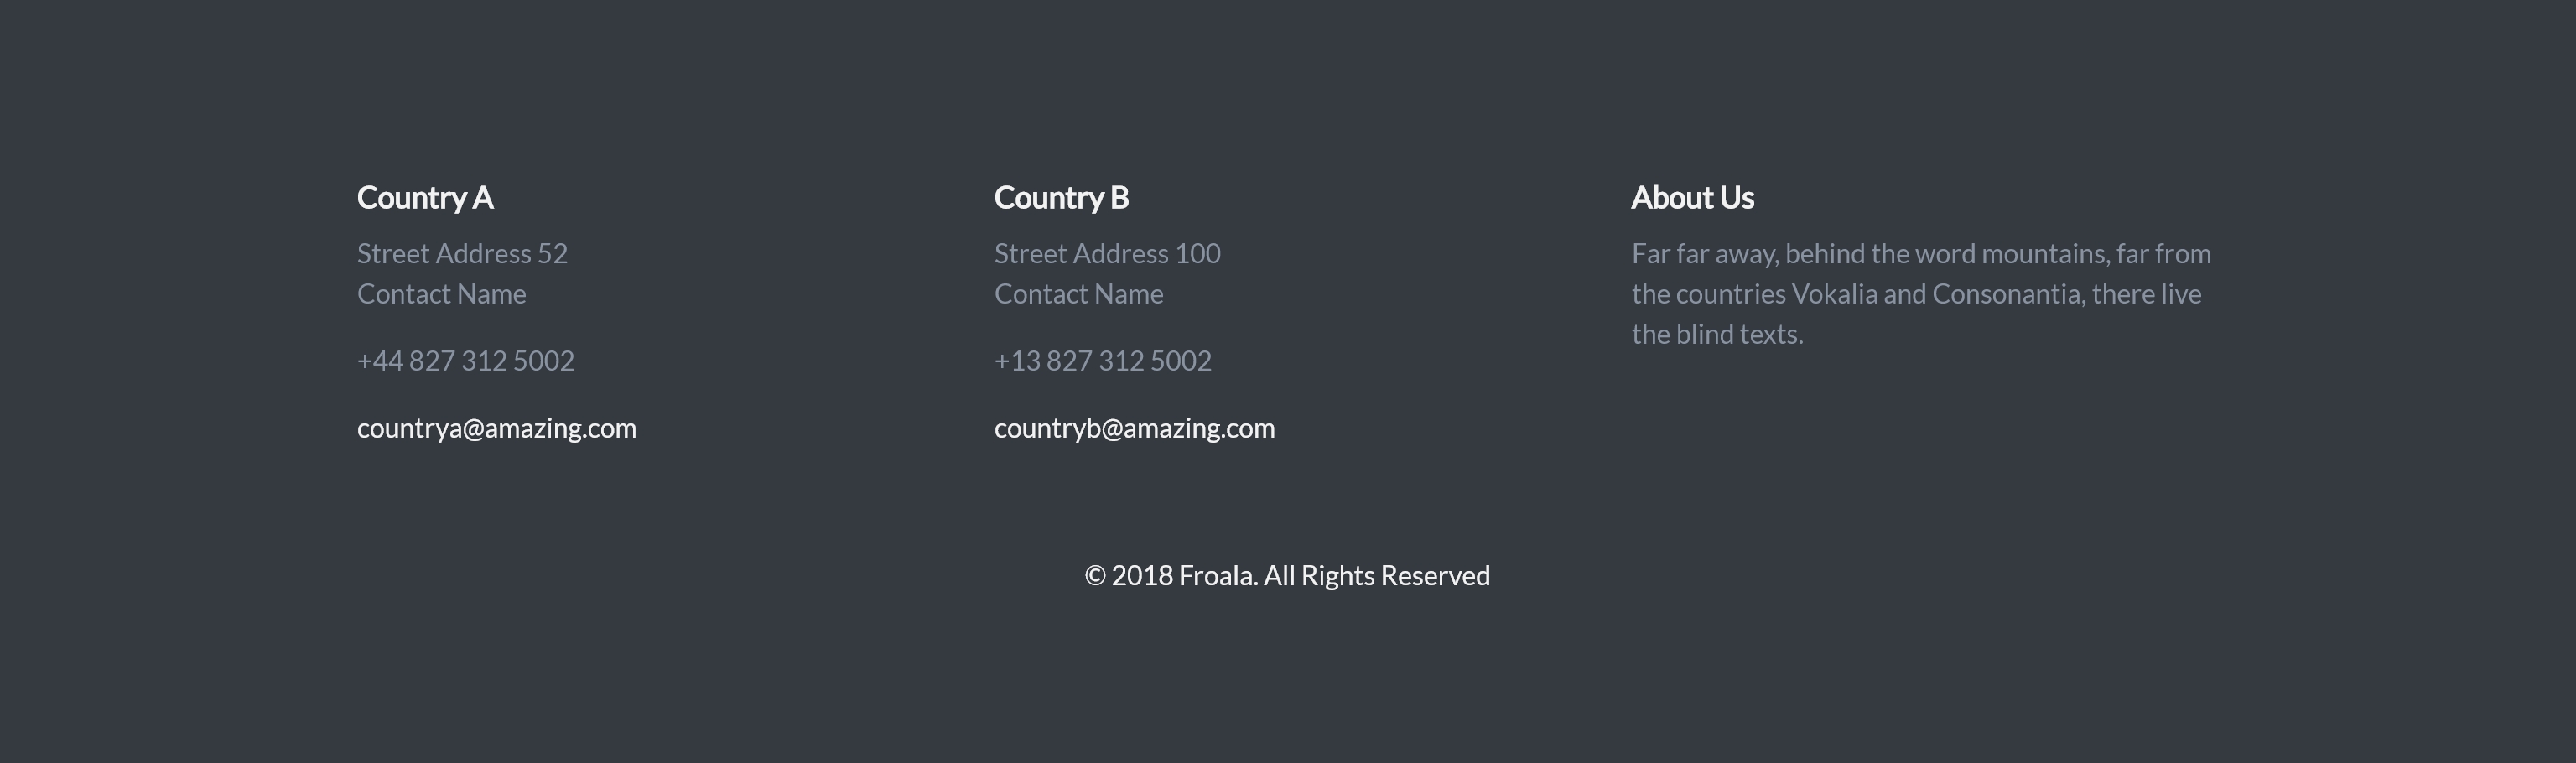 Country A
Street Address 52
Contact Name
+44 827 312 5002
countrya@amazing.com
Country B
Street Address 100
Contact Name
+13 827 312 5002
countryb@amazing.com
About Us
Far far away, behind the word mountains, far from
the countries Vokalia and Consonantia, there live
the blind texts.
© 2018 Froala. All Rights Reserved